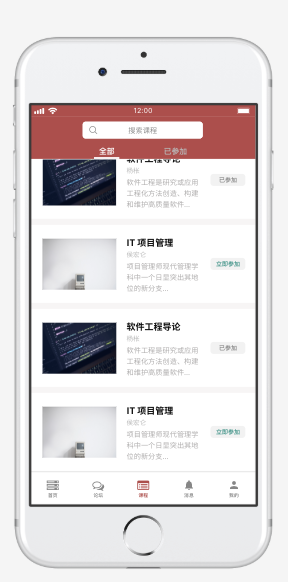 12:00
搜索课程
全部
已参加
软件工程导论
杨枨
软件工程是研究或应用
工程化方法创造、构建
和维护高质量软件...
已参加
IT 项目管理
侯宏仑
项目管理师现代管理学
科中一个日显突出其地
位的新分支...
立即参加
软件工程导论
杨枨
软件工程是研究或应用
工程化方法创造、构建
和维护高质量软件...
已参加
IT 项目管理
侯宏仑
项目管理师现代管理学
科中一个日显突出其地
位的新分支...
立即参加
首页
论坛
课程
消息
我的